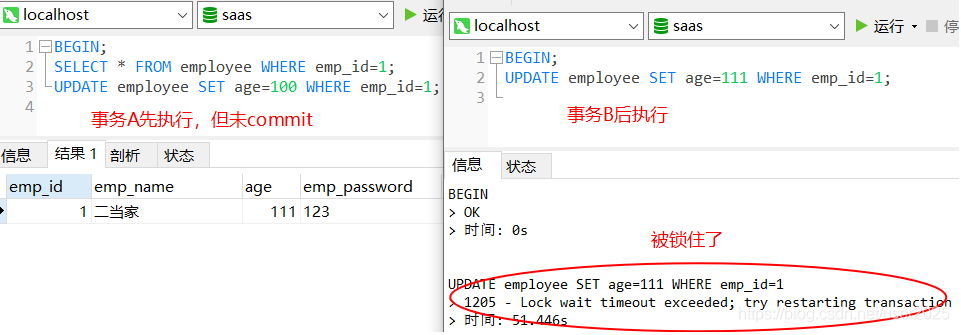 localhost
saas
运行
1 BEGIN;
2 SELECT * FROM employee WHERE emp_id=1;
3 UPDATE employee SET age=100 WHERE emp_id=1;
4
事务A先执行，但未commit
信息
结果 1
剖析
状态
emp_id emp_name age emp_password
1 二当家 111 123
localhost
saas
运行
停
1 BEGIN;
2 UPDATE employee SET age=111 WHERE emp_id=1;
3
事务B后执行
信息
状态
BEGIN
> OK
> 时间: 0s
被锁住了
UPDATE employee SET age=111 WHERE emp_id=1
> 1205 - Lock wait timeout exceeded; try restarting transaction
> 时间: 51.446s